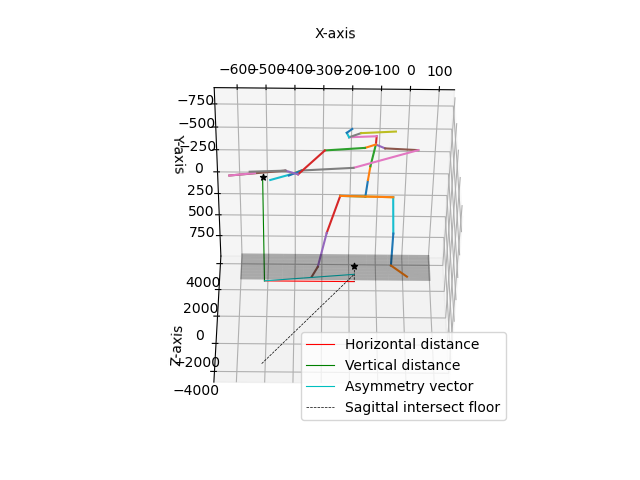 X-axis
−600 −500 −400 −300 −200 −100 0 100
−750
−500
−250
0
250
500
750
Y-axis
4000
2000
0
−2000
−4000
Z-axis
Horizontal distance
Vertical distance
Asymmetry vector
Sagittal intersect floor